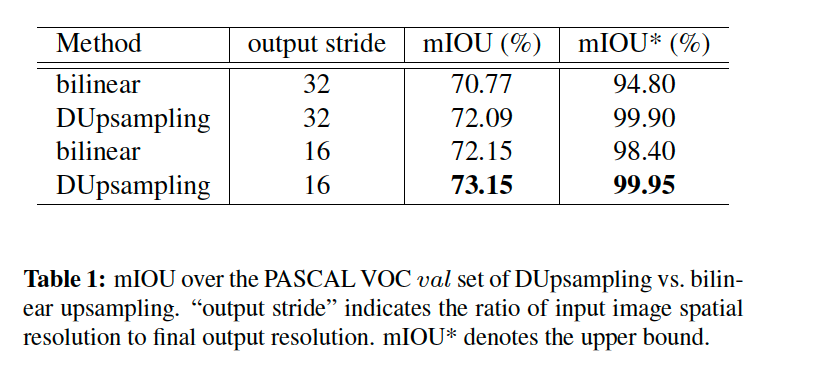 Method output stride mIOU (%) mIOU* (%)
bilinear 32 70.77 94.80
DUpsampling 32 72.09 99.90
bilinear 16 72.15 98.40
DUpsampling 16 73.15 99.95
Table 1: mIOU over the PASCAL VOC val set of DUpsampling vs. bilin-
ear upsampling. “output stride” indicates the ratio of input image spatial
resolution to final output resolution. mIOU* denotes the upper bound.